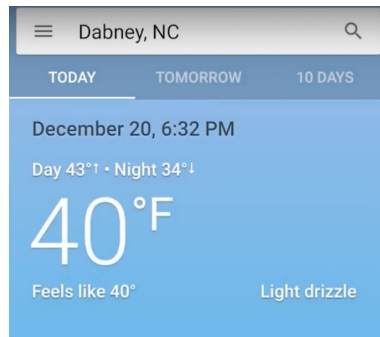 Dabney, NC
TODAY TOMORROW 10 DAYS
December 20, 6:32 PM
Day 43°↑ • Night 34°↓
40°F
Feels like 40° Light drizzle